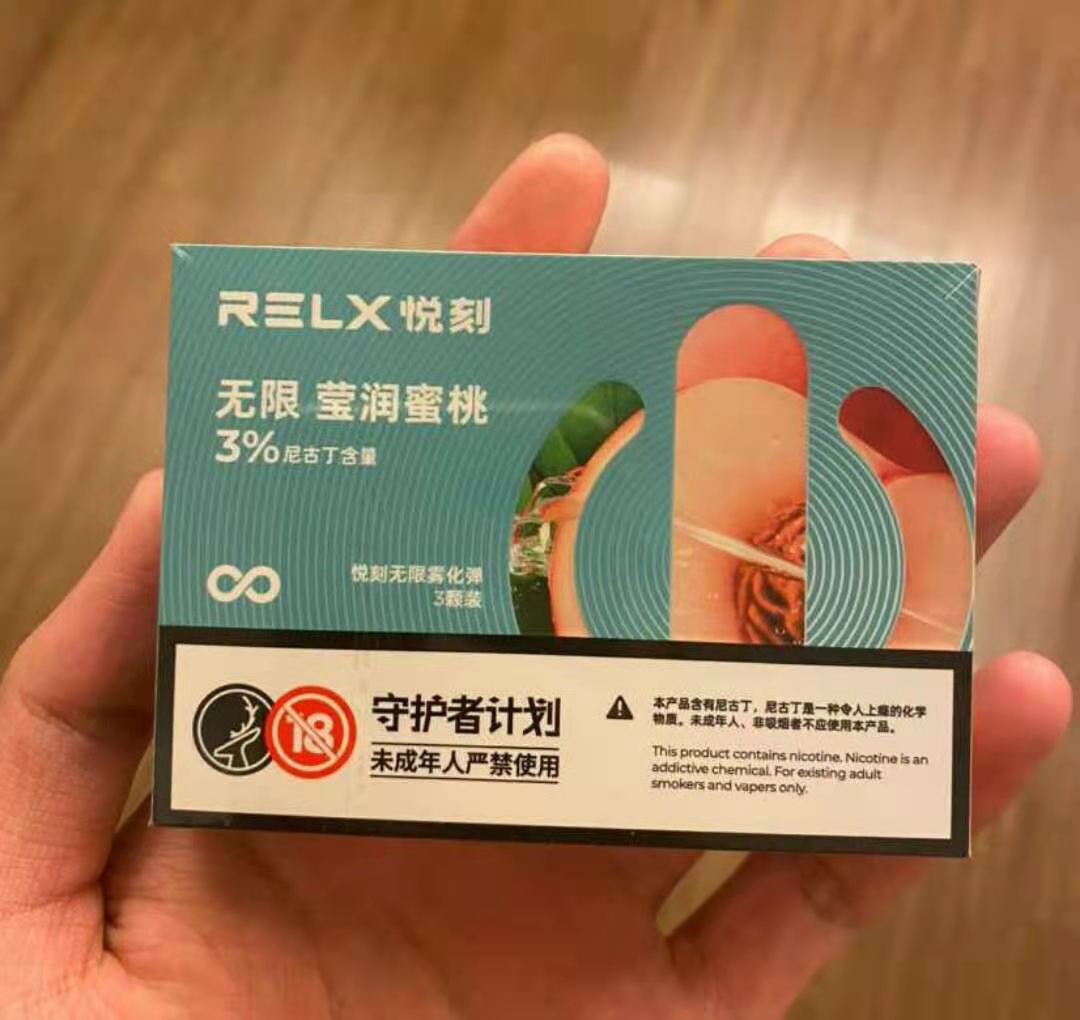 RELX悦刻
无限 莹润蜜桃
3%尼古丁含量
悦刻无限雾化弹
3颗装
18
守护者计划
未成年人严禁使用
本产品含有尼古丁，尼古丁是一种令人上瘾的化学
物质。未成年人、非吸烟者不应使用本产品。
This product contains nicotine. Nicotine is an
addictive chemical. For existing adult
smokers and vapers only.